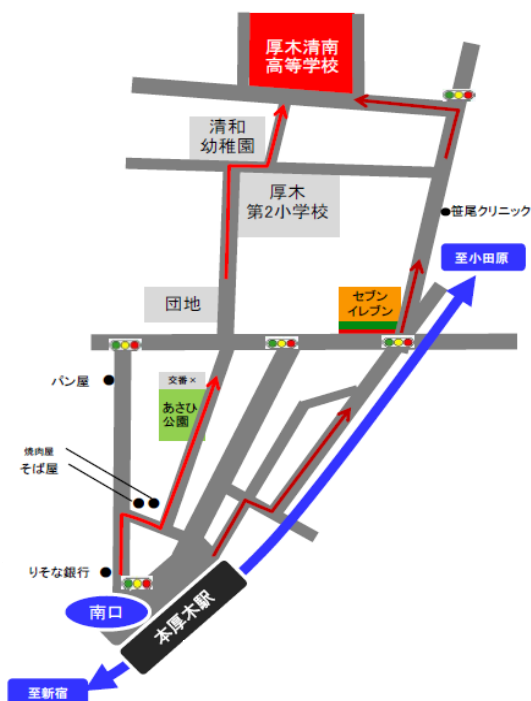 厚木清南
高等学校
清和
幼稚園
厚木
第2小学校
笹尾クリニック
至小田原
団地
セブン
イレブン
パン屋
交番×
あさひ
公園
焼肉屋
そば屋
りそな銀行
南口
本厚木駅
至新宿